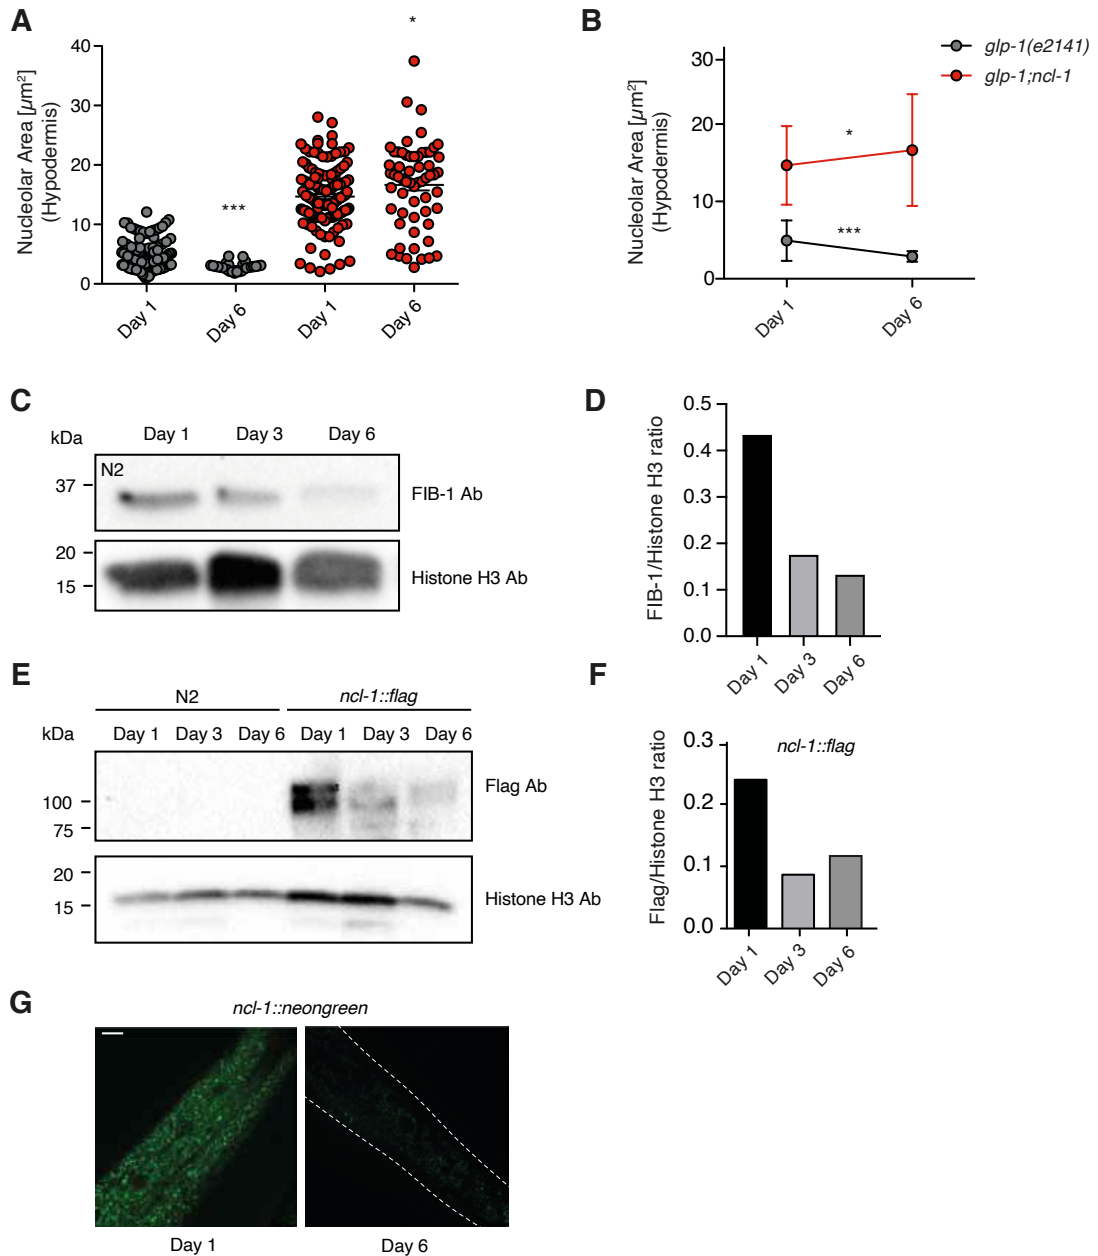 A
*
***
Nucleolar Area [µm²]
(Hypodermis)
40
30
20
10
0
Day 1
Day 6
Day 1
Day 6
B
glp-1(e2141)
glp-1;ncl-1
Nucleolar Area [µm²]
(Hypodermis)
30
20
10
0
*
***
Day 1
Day 6
C
kDa
Day 1
Day 3
Day 6
N2
37
FIB-1 Ab
20
15
Histone H3 Ab
D
FIB-1/Histone H3 ratio
0.5
0.4
0.3
0.2
0.1
0.0
Day 1
Day 3
Day 6
E
N2
ncl-1::flag
kDa
Day 1
Day 3
Day 6
Day 1
Day 3
Day 6
100
75
Flag Ab
20
15
Histone H3 Ab
F
ncl-1::flag
Flag/Histone H3 ratio
0.3
0.2
0.1
0.0
Day 1
Day 3
Day 6
G
ncl-1::neongreen
Day 1
Day 6